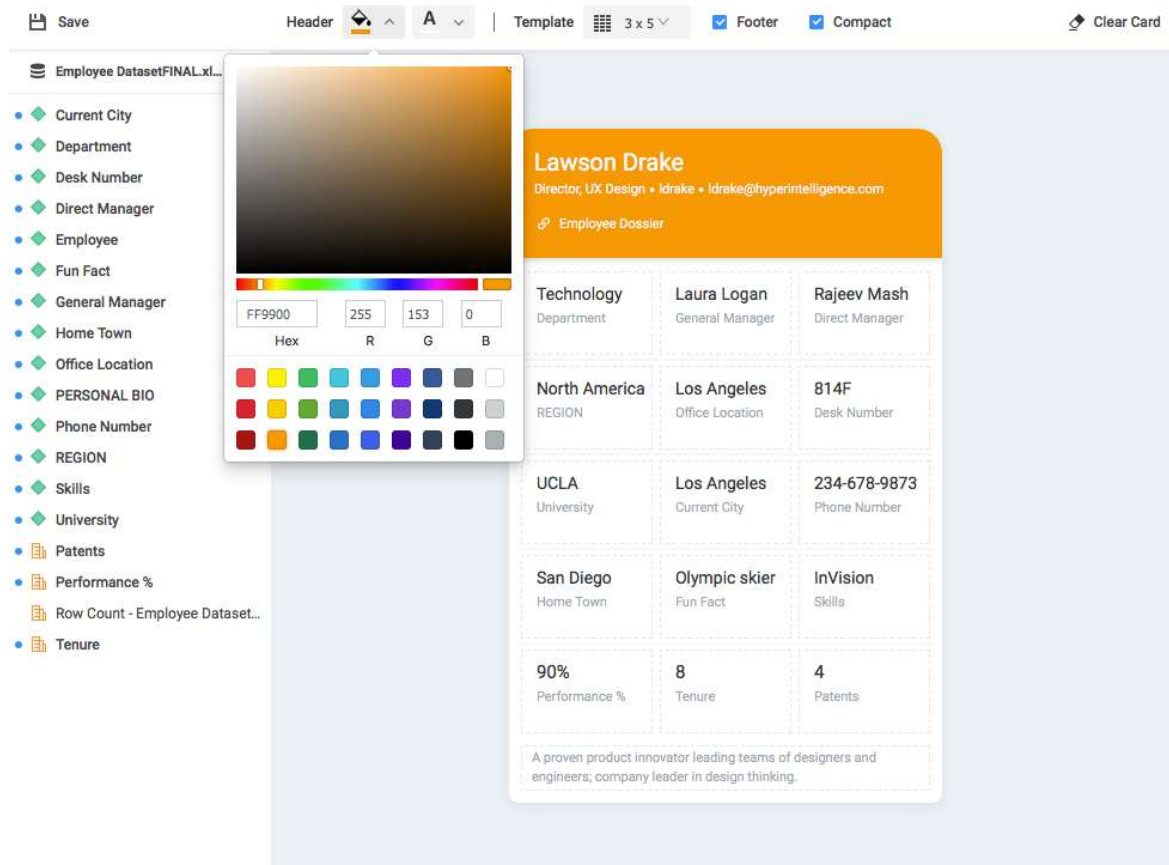 Save
Header
A
Template
3 x 5
Footer
Compact
Clear Card
Employee DatasetFINAL.xl...
Current City
Department
Desk Number
Direct Manager
Employee
Fun Fact
General Manager
Home Town
Office Location
PERSONAL BIO
Phone Number
REGION
Skills
University
Patents
Performance %
Row Count - Employee Dataset...
Tenure
FF9900
255
153
0
Hex
R
G
B
Lawson Drake
Director, UX Design • ldrake • ldrake@hyperintelligence.com
Employee Dossier
Technology
Laura Logan
Rajeev Mash
Department
General Manager
Direct Manager
North America
Los Angeles
814F
REGION
Office Location
Desk Number
UCLA
Los Angeles
234-678-9873
University
Current City
Phone Number
San Diego
Olympic skier
InVision
Home Town
Fun Fact
Skills
90%
8
4
Performance %
Tenure
Patents
A proven product innovator leading teams of designers and
engineers; company leader in design thinking.